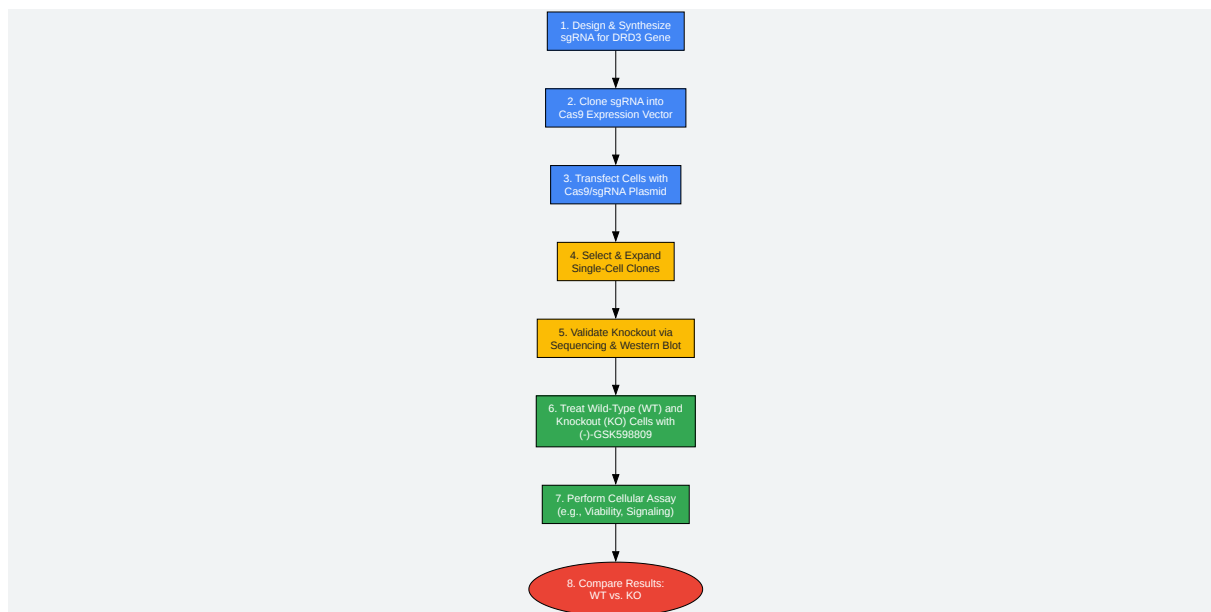 1. Design & Synthesize
sgRNA for DRD3 Gene
2. Clone sgRNA into
Cas9 Expression Vector
3. Transfect Cells with
Cas9/sgRNA Plasmid
4. Select & Expand
Single-Cell Clones
5. Validate Knockout via
Sequencing & Western Blot
6. Treat Wild-Type (WT) and
Knockout (KO) Cells with
(-)-GSK598809
7. Perform Cellular Assay
(e.g., Viability, Signaling)
8. Compare Results:
WT vs. KO